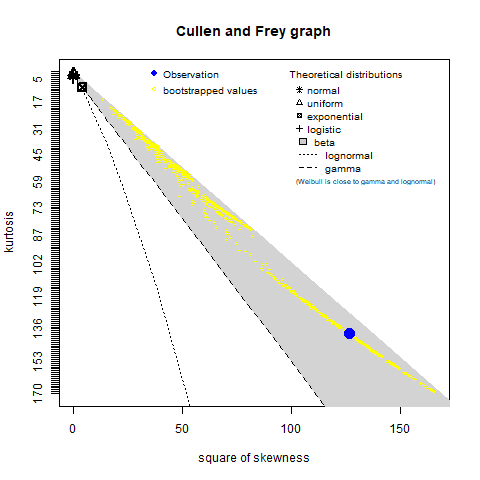 Cullen and Frey graph
Observation
bootstrapped values
Theoretical distributions
normal
uniform
exponential
logistic
beta
lognormal
gamma
(Weibull is close to gamma and lognormal)
kurtosis
5
17
31
45
59
73
87
102
119
136
153
170
0
50
100
150
square of skewness